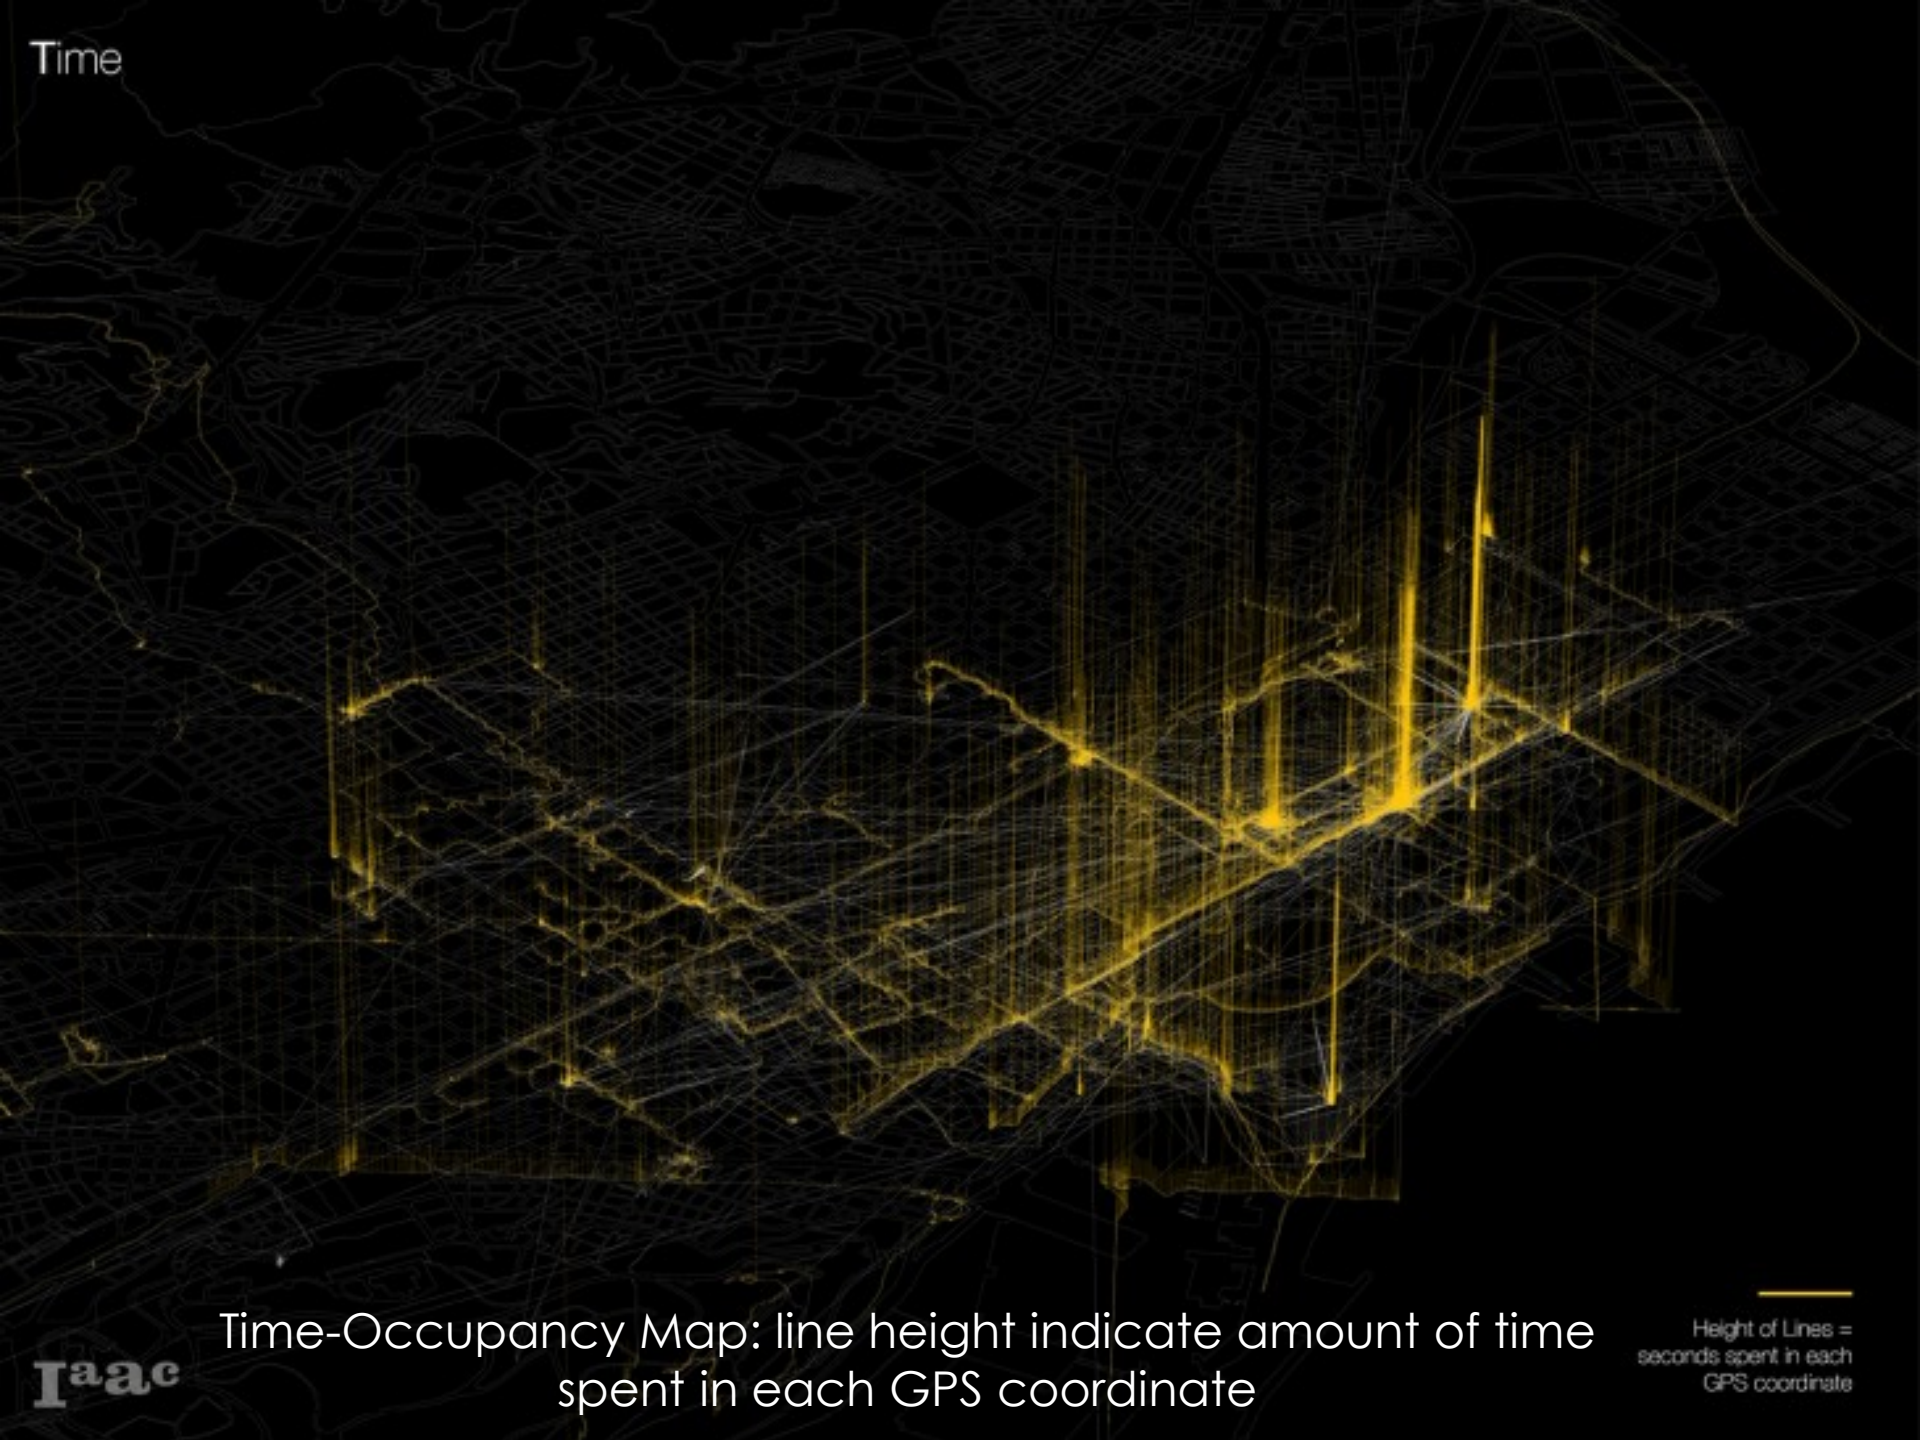 Time
Time-Occupancy Map: line height indicate amount of time
spent in each GPS coordinate
Height of Lines =
seconds spent in each
GPS coordinate
Iaac